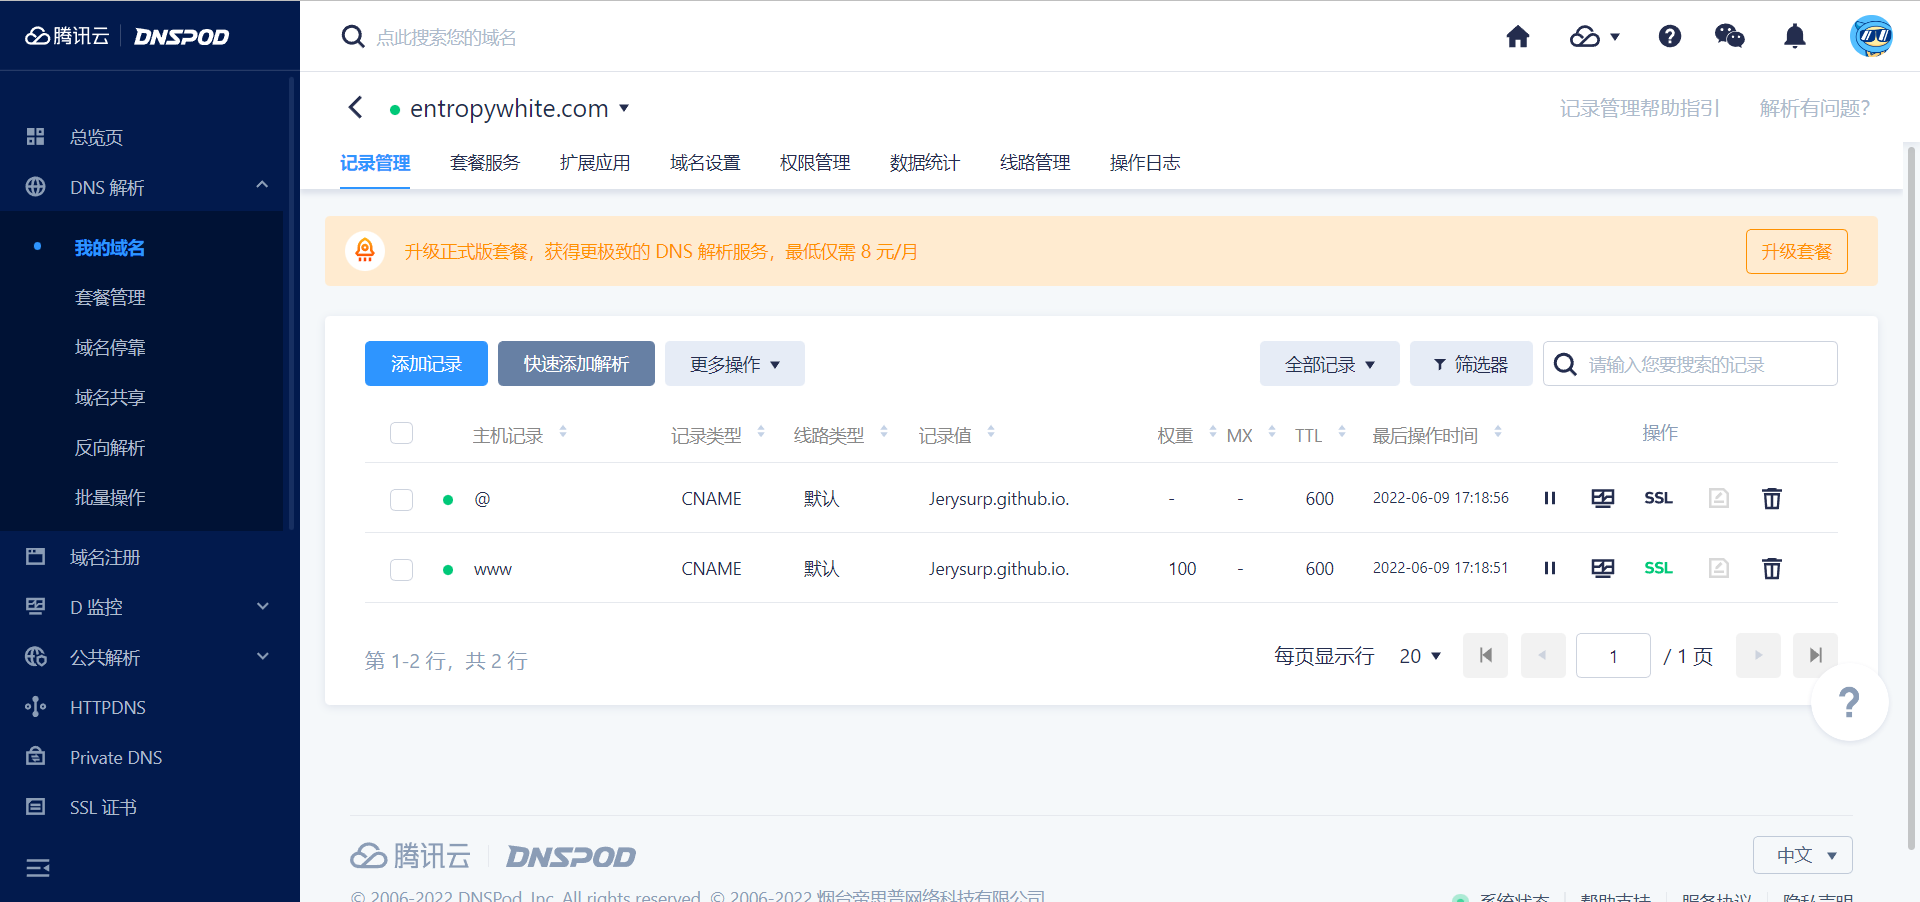 腾讯云 DNSPOD
点此搜索您的域名
总览页
DNS 解析
我的域名
套餐管理
域名停靠
域名共享
反向解析
批量操作
域名注册
D 监控
公共解析
HTTPDNS
Private DNS
SSL 证书
entropywhite.com
记录管理帮助指引 解析有问题?
记录管理 套餐服务 扩展应用 域名设置 权限管理 数据统计 线路管理 操作日志
升级正式版套餐，获得更极致的 DNS 解析服务，最低仅需 8 元/月 升级套餐
添加记录 快速添加解析 更多操作 全部记录 筛选器 请输入您要搜索的记录
主机记录 记录类型 线路类型 记录值 权重 MX TTL 最后操作时间 操作
@ CNAME 默认 Jerysurp.github.io. - - 600 2022-06-09 17:18:56 SSL
www CNAME 默认 Jerysurp.github.io. 100 - 600 2022-06-09 17:18:51 SSL
第 1-2 行，共 2 行 每页显示行 20 1 / 1 页
?
腾讯云 DNSPOD 中文
© 2006-2022 DNSPod, Inc. All rights reserved. © 2006-2022 烟台帝思普网络科技有限公司
系统状态 帮助支持 服务协议 隐私声明